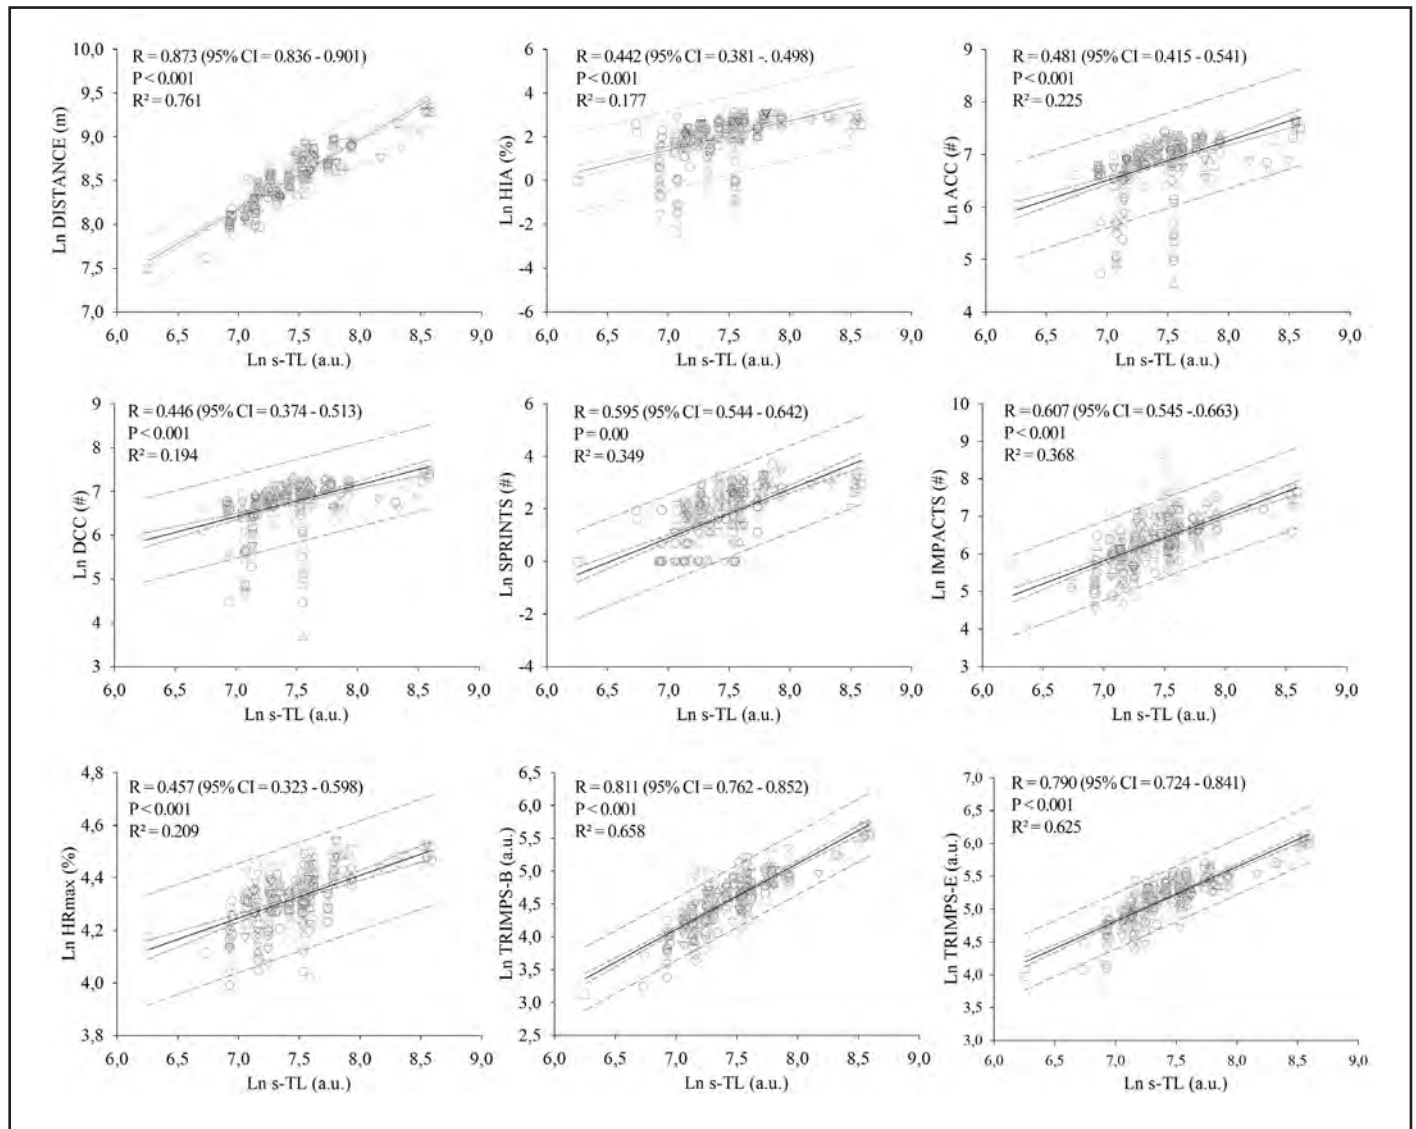 R = 0.873 (95% CI = 0.836 - 0.901)
P < 0.001
R² = 0.761
Ln DISTANCE (m)
10,0
9,5
9,0
8,5
8,0
7,5
7,0
6,0 6,5 7,0 7,5 8,0 8,5 9,0
Ln s-TL (a.u.)
R = 0.442 (95% CI = 0.381 -. 0.498)
P < 0.001
R² = 0.177
Ln HIA (%)
6
4
2
0
-2
-4
-6
6,0 6,5 7,0 7,5 8,0 8,5 9,0
Ln s-TL (a.u.)
R = 0.481 (95% CI = 0.415 - 0.541)
P < 0.001
R² = 0.225
Ln ACC (#)
9
8
7
6
5
4
6,0 6,5 7,0 7,5 8,0 8,5 9,0
Ln s-TL (a.u.)
R = 0.446 (95% CI = 0.374 - 0.513)
P < 0.001
R² = 0.194
Ln DCC (#)
9
8
7
6
5
4
3
6,0 6,5 7,0 7,5 8,0 8,5 9,0
Ln s-TL (a.u.)
R = 0.595 (95% CI = 0.544 - 0.642)
P = 0.00
R² = 0.349
Ln SPRINTS (#)
6
4
2
0
-2
-4
6,0 6,5 7,0 7,5 8,0 8,5 9,0
Ln s-TL (a.u.)
R = 0.607 (95% CI = 0.545 -.0.663)
P < 0.001
R² = 0.368
Ln IMPACTS (#)
10
9
8
7
6
5
4
3
6,0 6,5 7,0 7,5 8,0 8,5 9,0
Ln s-TL (a.u.)
R = 0.457 (95% CI = 0.323 - 0.598)
P < 0.001
R² = 0.209
Ln HRmax (%)
4,8
4,6
4,4
4,2
4,0
3,8
6,0 6,5 7,0 7,5 8,0 8,5 9,0
Ln s-TL (a.u.)
R = 0.811 (95% CI = 0.762 - 0.852)
P < 0.001
R² = 0.658
Ln TRIMPS-B (a.u.)
6,5
6,0
5,5
5,0
4,5
4,0
3,5
3,0
2,5
6,0 6,5 7,0 7,5 8,0 8,5 9,0
Ln s-TL (a.u.)
R = 0.790 (95% CI = 0.724 - 0.841)
P < 0.001
R² = 0.625
Ln TRIMPS-E (a.u.)
7,0
6,5
6,0
5,5
5,0
4,5
4,0
3,5
3,0
6,0 6,5 7,0 7,5 8,0 8,5 9,0
Ln s-TL (a.u.)